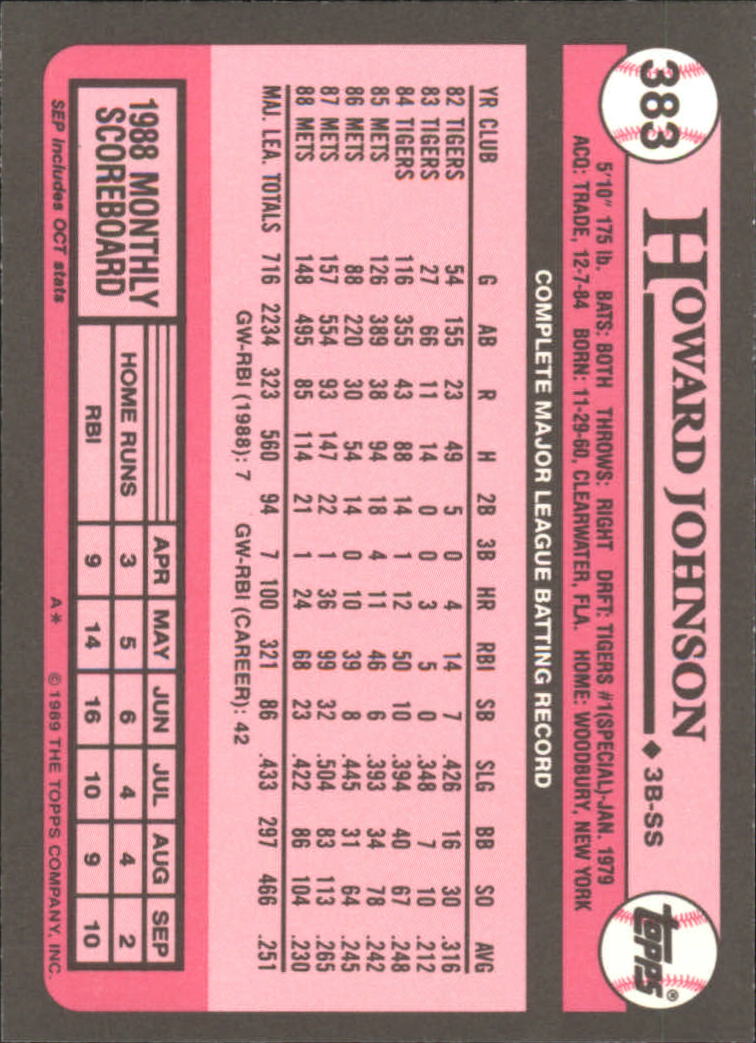 383
HOWARD JOHNSON ◆ 3B-SS
topps®
5'10" 175 lb. BATS: BOTH THROWS: RIGHT DRFT: TIGERS #1(SPECIAL)-JAN. 1979
ACQ: TRADE, 12-7-84 BORN: 11-29-60, CLEARWATER, FLA. HOME: WOODBURY, NEW YORK
COMPLETE MAJOR LEAGUE BATTING RECORD
YR CLUB G AB R H 2B 3B HR RBI SB SLG BB SO AVG
82 TIGERS 54 155 23 49 5 0 4 14 7 .426 16 30 .316
83 TIGERS 27 66 11 14 0 0 3 5 0 .348 7 10 .212
84 TIGERS 116 355 43 88 14 1 12 50 10 .394 40 67 .248
85 METS 126 389 38 94 18 4 11 46 6 .393 34 78 .242
86 METS 88 220 30 54 14 0 10 39 8 .445 31 64 .245
87 METS 157 554 93 147 22 1 36 99 32 .504 83 113 .265
88 METS 148 495 85 114 21 1 24 68 23 .422 86 104 .230
MAJ. LEA. TOTALS 716 2234 323 560 94 7 100 321 86 .433 297 466 .251
GW-RBI (1988): 7 GW-RBI (CAREER): 42
1988 MONTHLY
SCOREBOARD
APR MAY JUN JUL AUG SEP
HOME RUNS 3 5 6 4 4 2
RBI 9 14 16 10 9 10
SEP includes OCT stats A* © 1989 THE TOPPS COMPANY, INC.